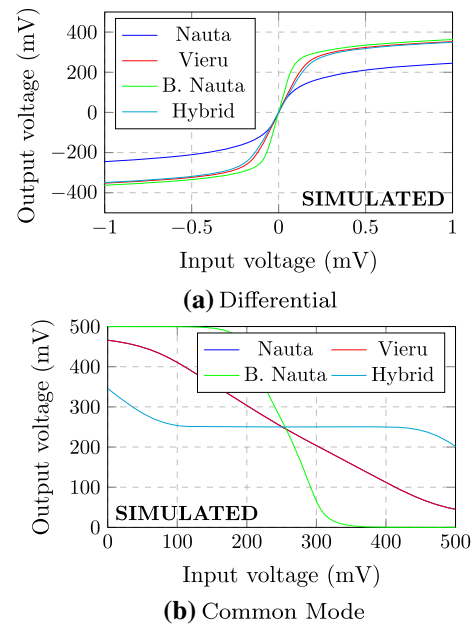 Output voltage (mV)
400
200
0
−200
−400
Nauta
Vieru
B. Nauta
Hybrid
SIMULATED
−1 −0.5 0 0.5 1
Input voltage (mV)
(a) Differential
Output voltage (mV)
500
400
300
200
100
0
Nauta Vieru
B. Nauta Hybrid
SIMULATED
0 100 200 300 400 500
Input voltage (mV)
(b) Common Mode